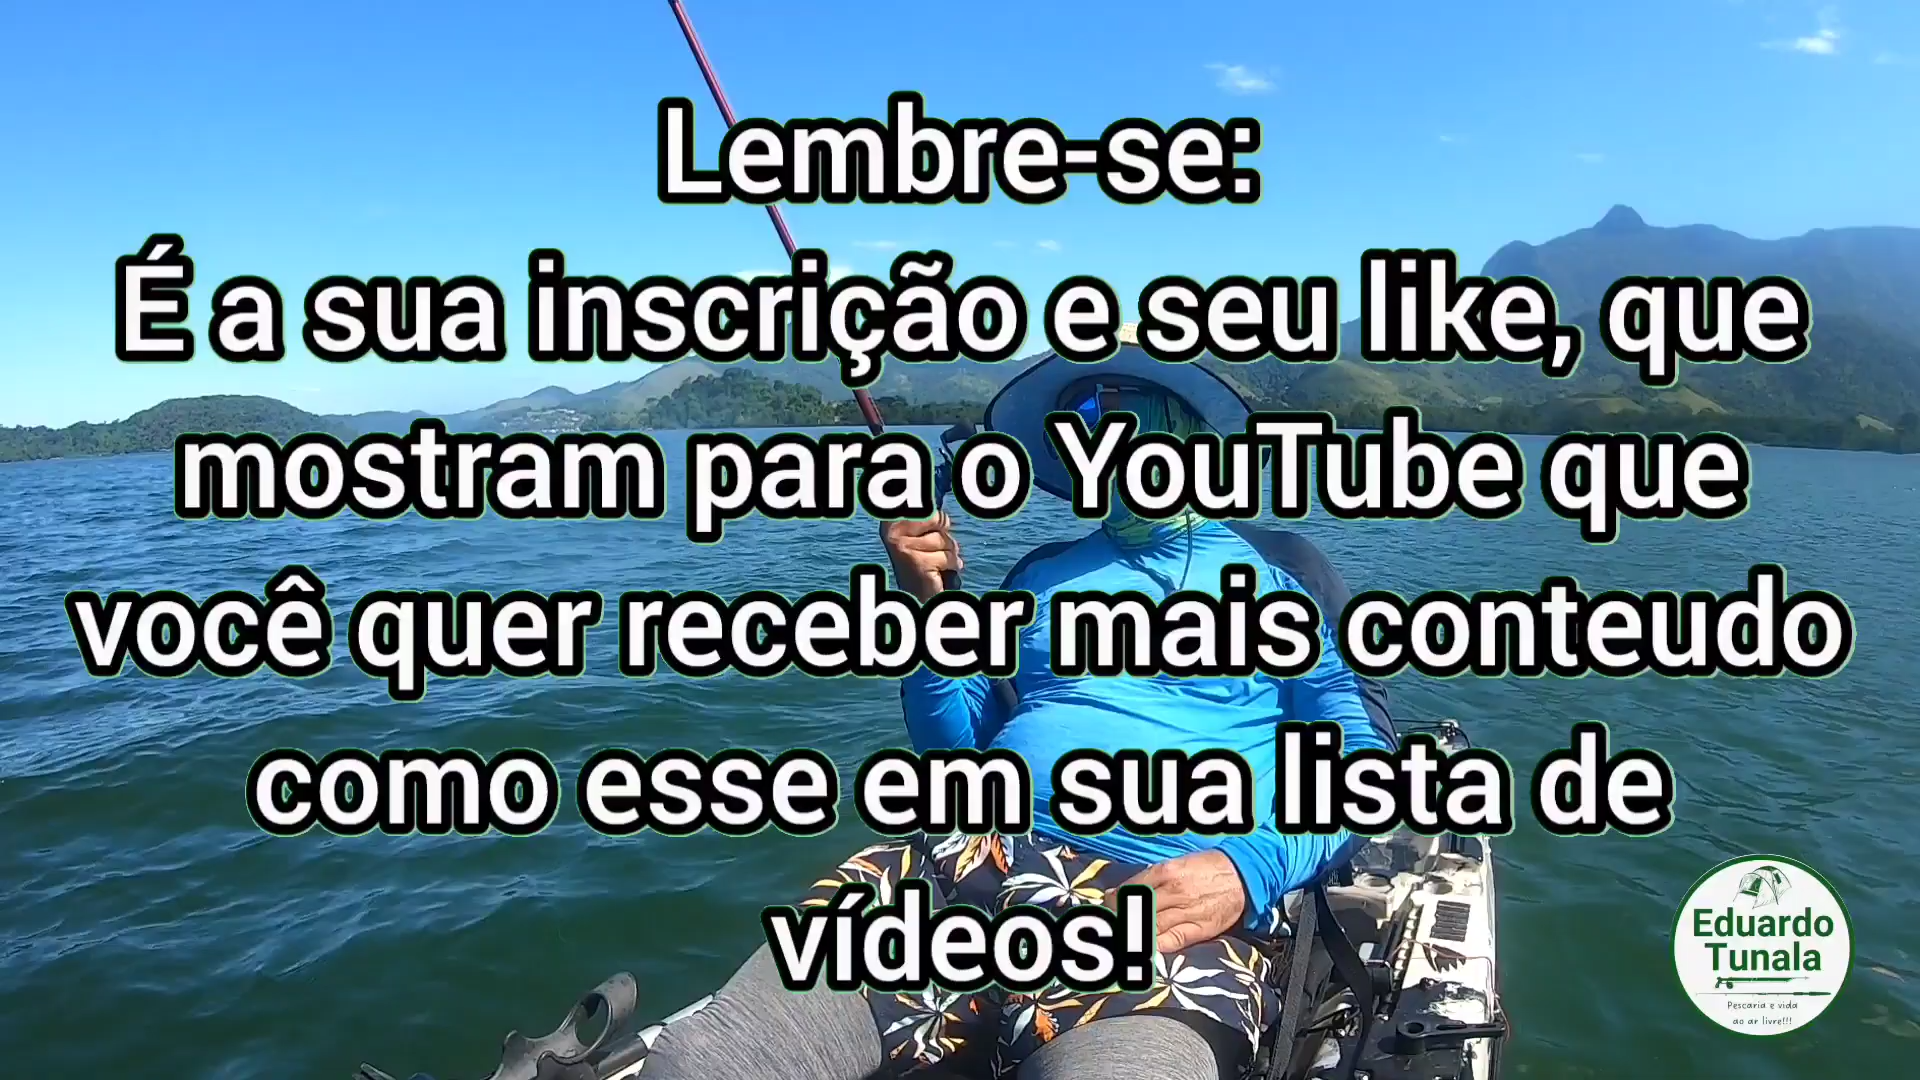 Lembre-se:
É a sua inscrição e seu like, que
mostram para o YouTube que
você quer receber mais conteudo
como esse em sua lista de
vídeos!
Eduardo
Tunala
Pescaria e vida
ao ar livre!!!